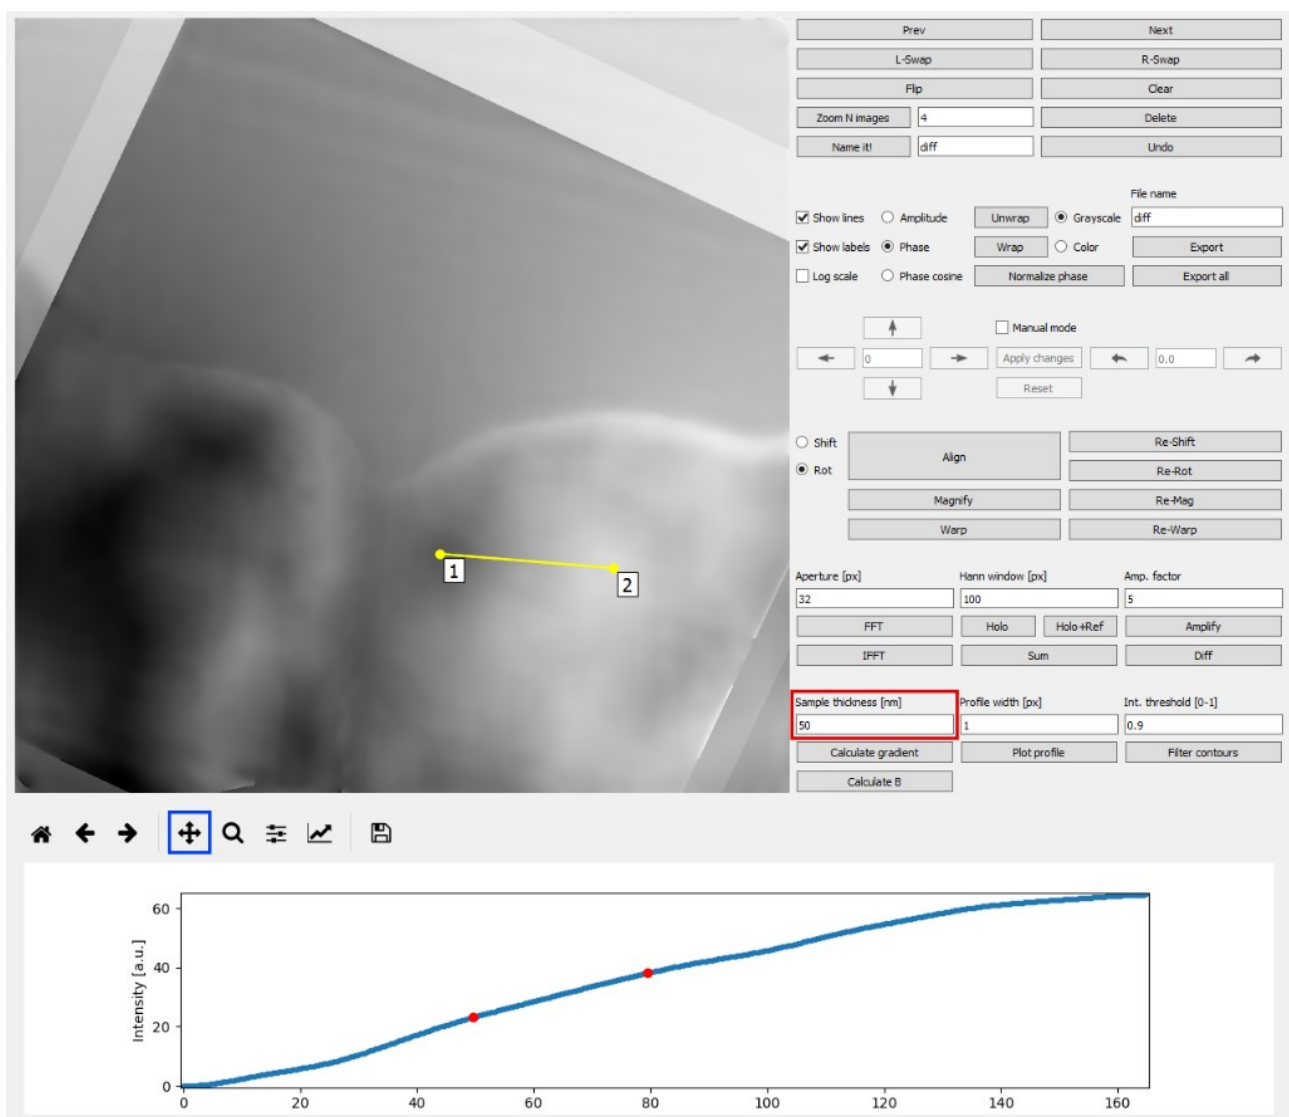 Prev Next
L-Swap R-Swap
Flip Clear
Zoom N images 4 Delete
Name it! diff Undo
File name
Show lines Amplitude Unwrap Grayscale diff
Show labels Phase Wrap Color Export
Log scale Phase cosine Normalize phase Export all
Manual mode
0 Apply changes 0.0
Reset
Shift Align Re-Shift
Rot Re-Rot
Magnify Re-Mag
Warp Re-Warp
1
2
Aperture [px] Hann window [px] Amp. factor
32 100 5
FFT Holo Holo+Ref Amplify
IFFT Sum Diff
Sample thickness [nm] Profile width [px] Int. threshold [0-1]
50 1 0.9
Calculate gradient Plot profile Filter contours
Calculate B
Intensity [a.u.]
60
40
20
0
0 20 40 60 80 100 120 140 160